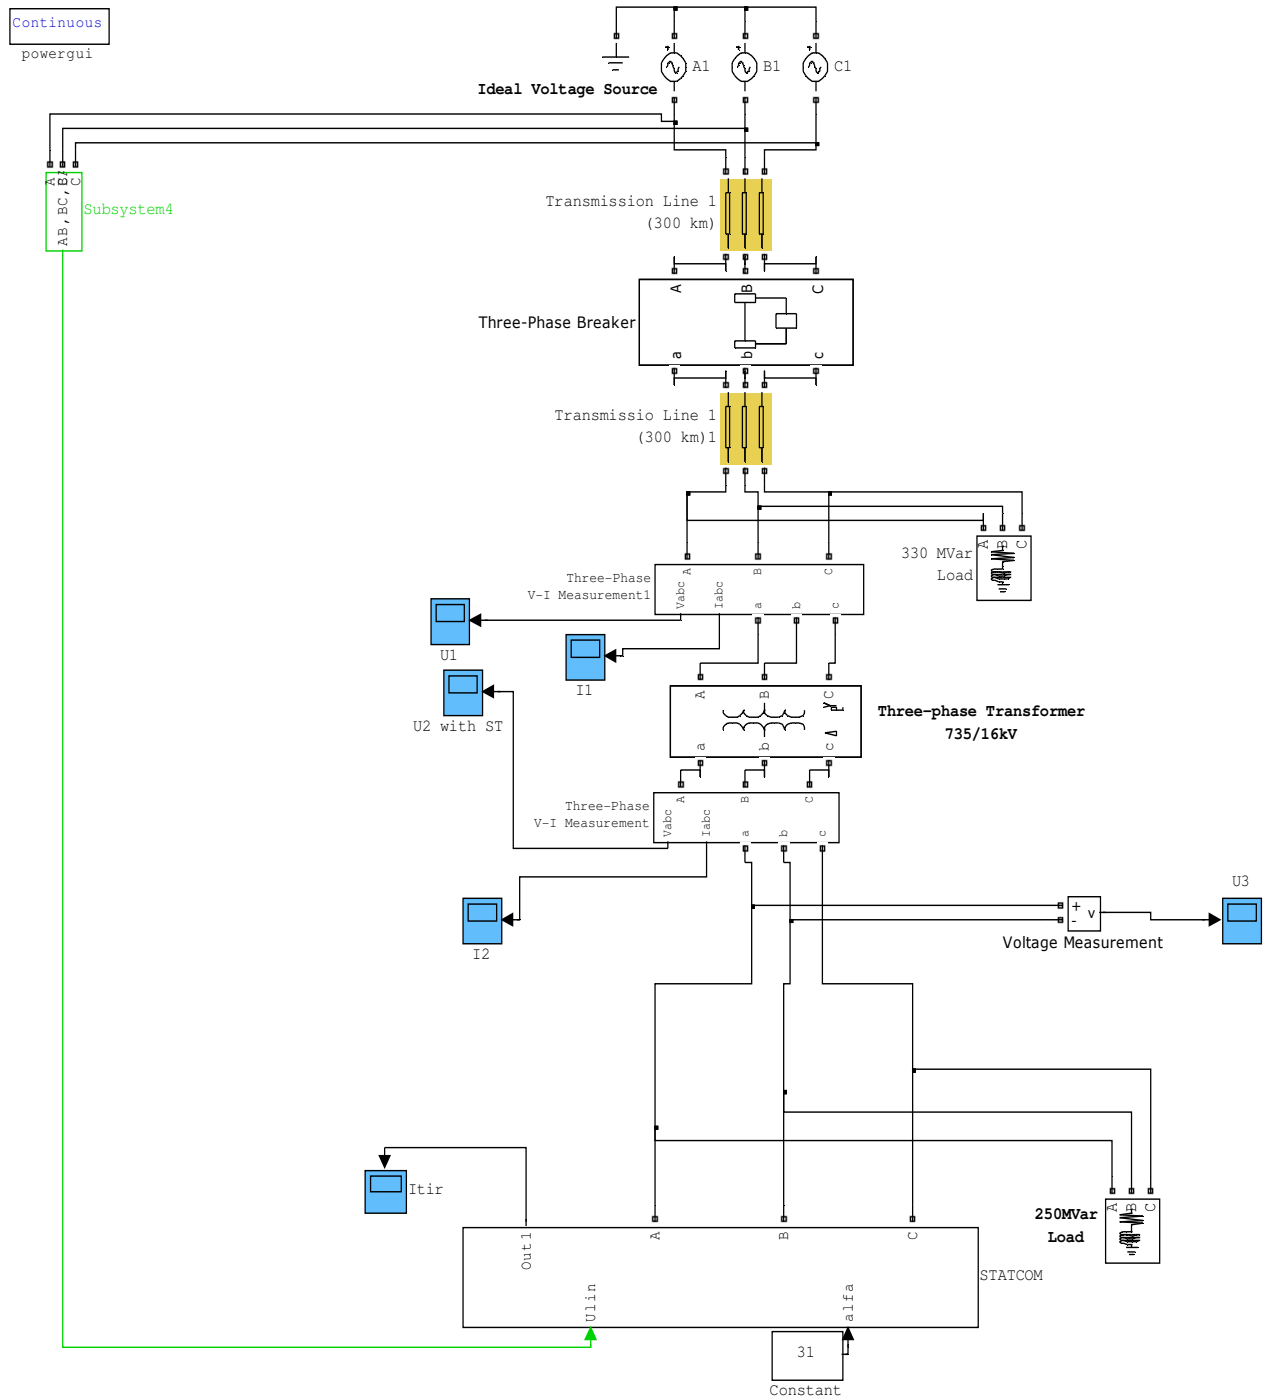 Continuous
powergui
A1
B1
C1
Ideal Voltage Source
A
C
AB,BC,CA
Subsystem4
Transmission Line 1
(300 km)
A
B
C
Three-Phase Breaker
a
b
c
Transmissio Line 1
(300 km)1
330 MVar
Load
A
B
C
Three-Phase
V-I Measurement1
Vabc
A
Iabc
B
C
a
b
c
U1
I1
U2 with ST
A
B
C
a
b
c
Three-phase Transformer
735/16kV
Three-Phase
V-I Measurement
Vabc
A
Iabc
B
C
a
b
c
I2
+
-
v
Voltage Measurement
U3
Itir
Out1
A
B
C
Ulin
alfa
STATCOM
250MVar
Load
A
B
C
31
Constant